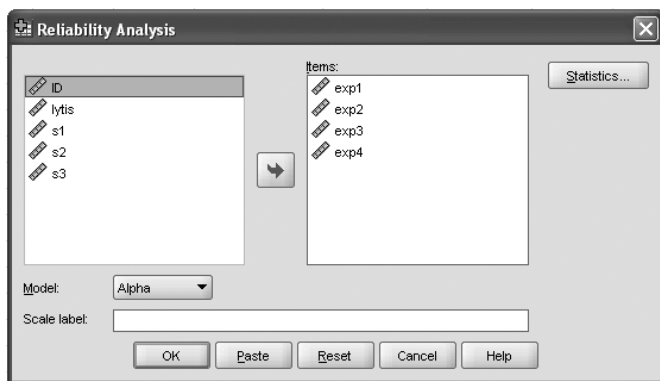 Reliability Analysis
Items:
Statistics...
ID
lytis
s1
s2
s3
exp1
exp2
exp3
exp4
Model:
Alpha
Scale label:
OK
Paste
Reset
Cancel
Help